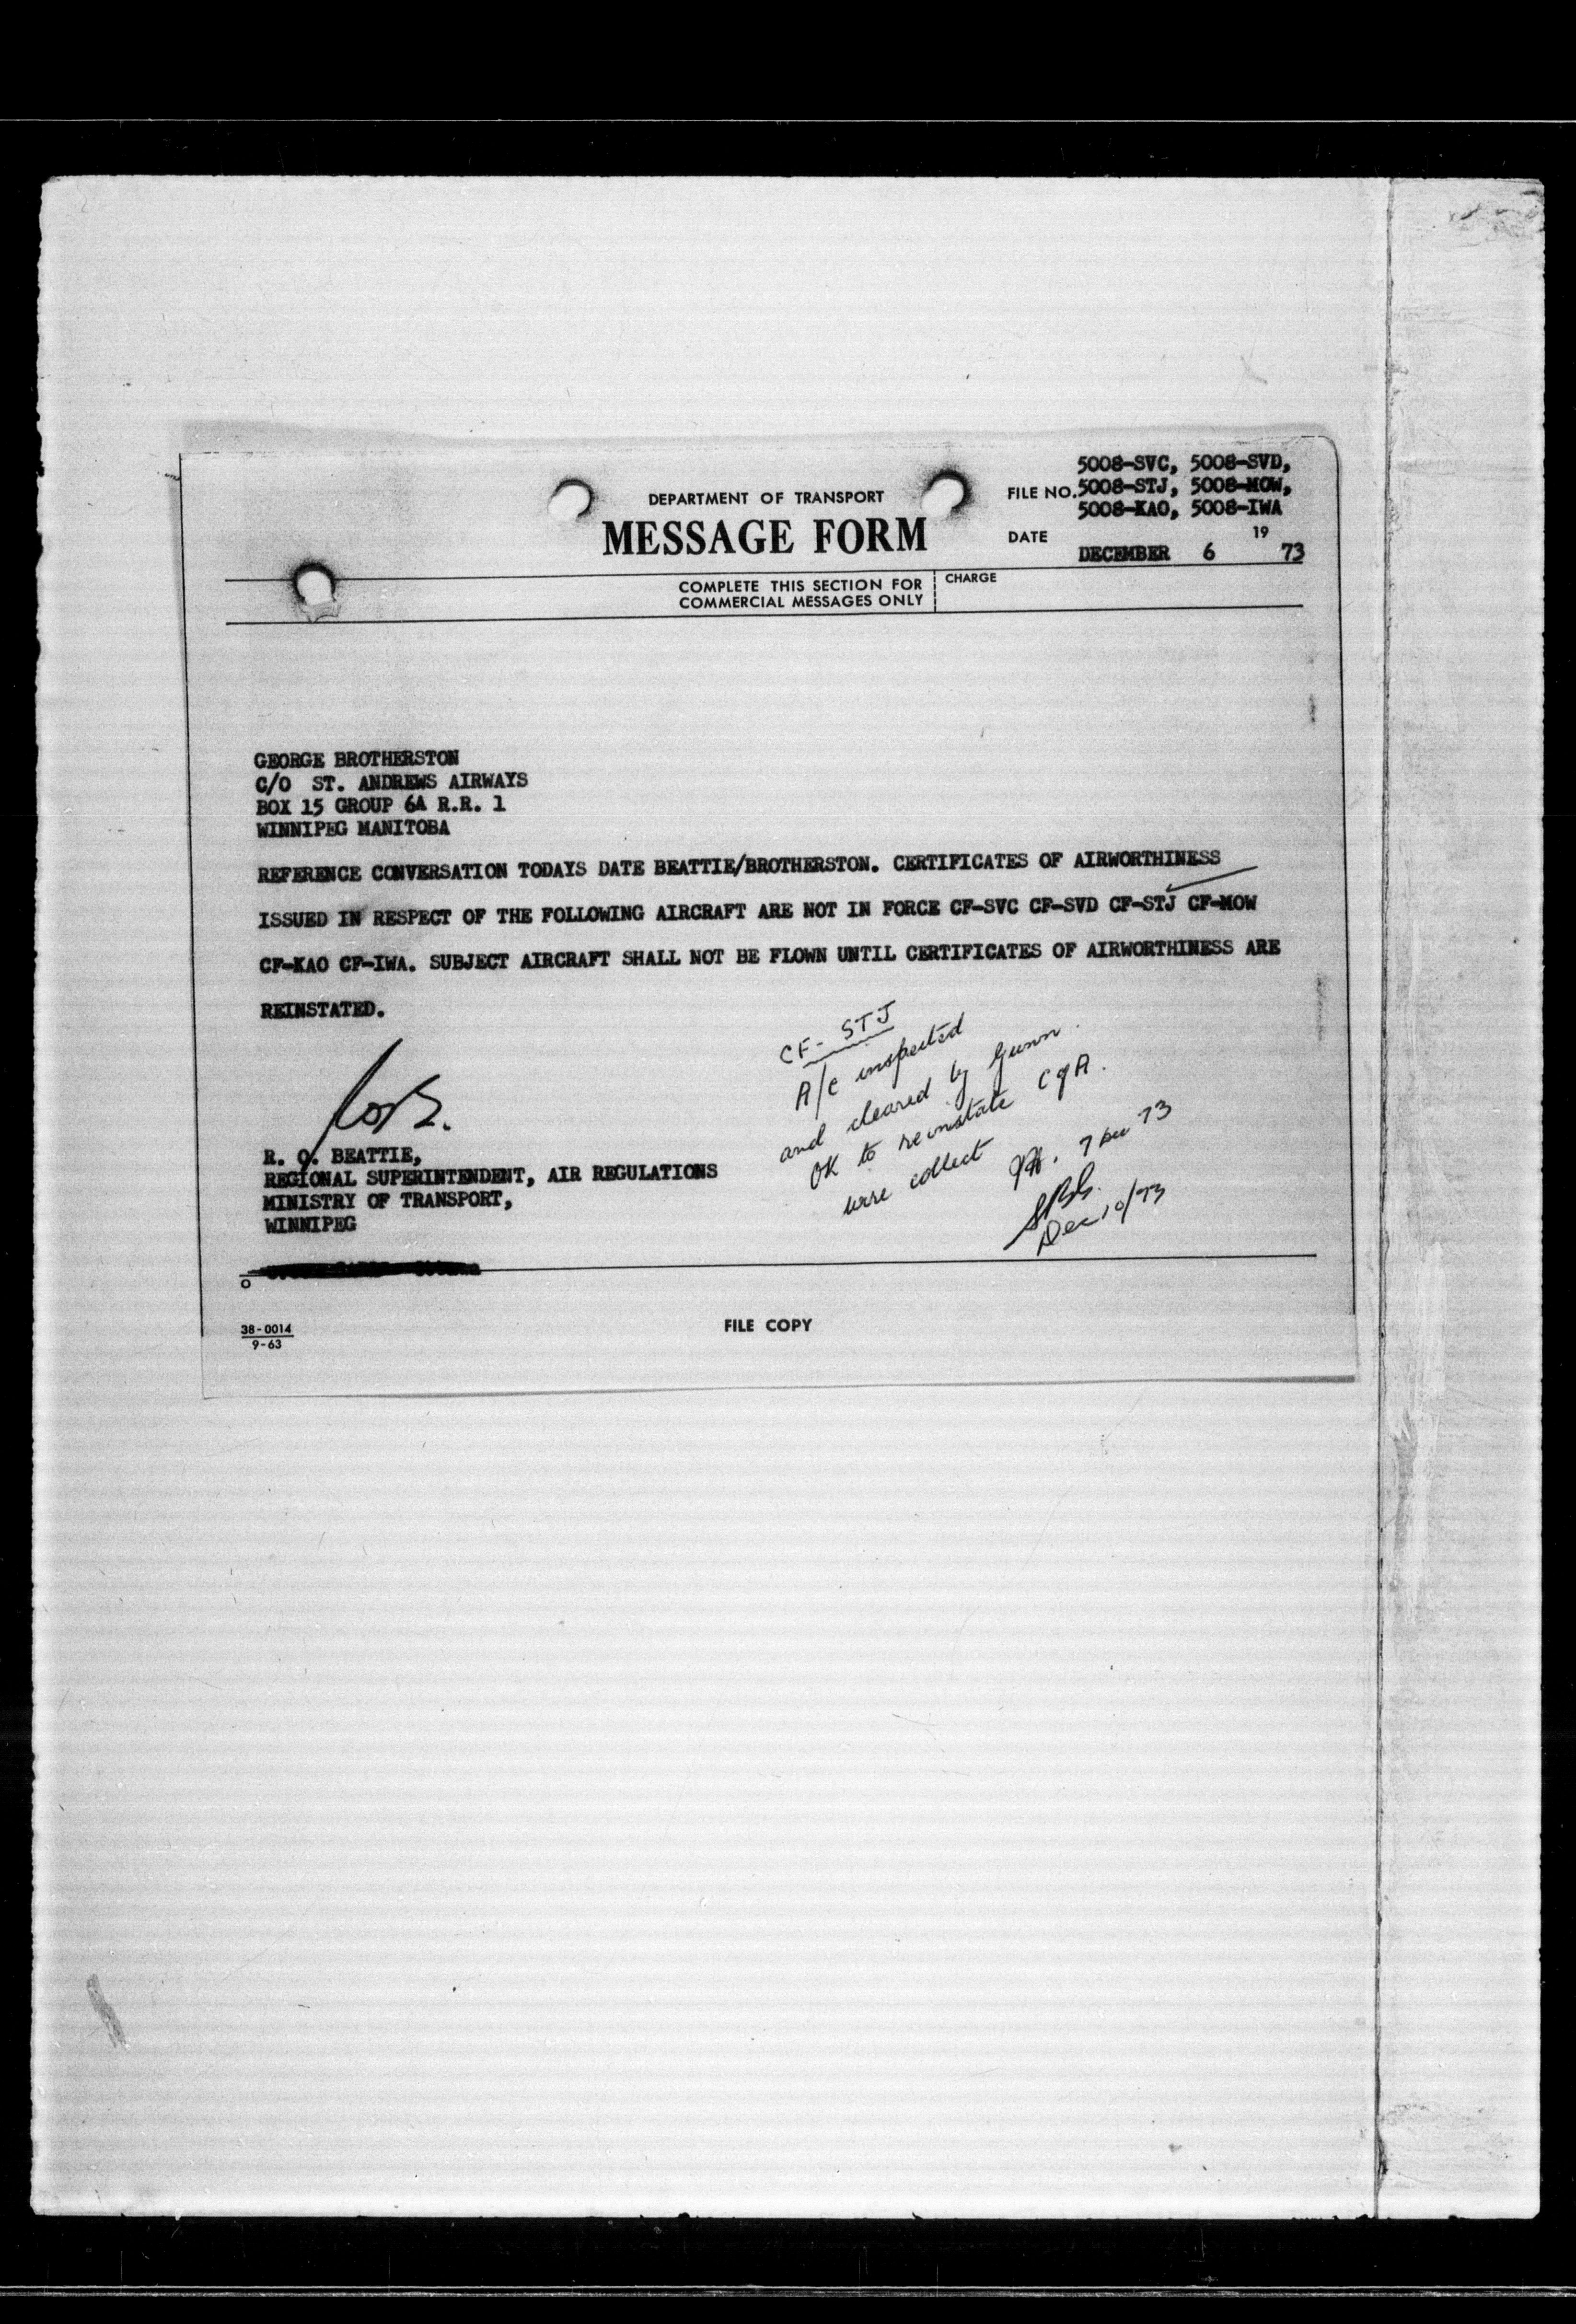 5008-SVC, 5008-SVD,
DEPARTMENT OF TRANSPORT
FILE NO. 5008-STJ, 5008-MOW,
5008-KAO, 5008-IWA
MESSAGE FORM
DATE DECEMBER 6 19 73
COMPLETE THIS SECTION FOR
COMMERCIAL MESSAGES ONLY
CHARGE
GEORGE BROTHERSTON
C/O ST. ANDREWS AIRWAYS
BOX 15 GROUP 6A R.R. 1
WINNIPEG MANITOBA
REFERENCE CONVERSATION TODAYS DATE BEATTIE/BROTHERSTON. CERTIFICATES OF AIRWORTHINESS
ISSUED IN RESPECT OF THE FOLLOWING AIRCRAFT ARE NOT IN FORCE CF-SVC CF-SVD CF-STJ CF-MOW
CF-KAO CF-IWA. SUBJECT AIRCRAFT SHALL NOT BE FLOWN UNTIL CERTIFICATES OF AIRWORTHINESS ARE
REINSTATED.
CF-STJ
A/C inspected
and cleared by Gunn.
OK to reinstate C of A.
wire collect
7 Dec 73
Dec 10/73
R. O. BEATTIE,
REGIONAL SUPERINTENDENT, AIR REGULATIONS
MINISTRY OF TRANSPORT,
WINNIPEG
38-0014
9-63
FILE COPY